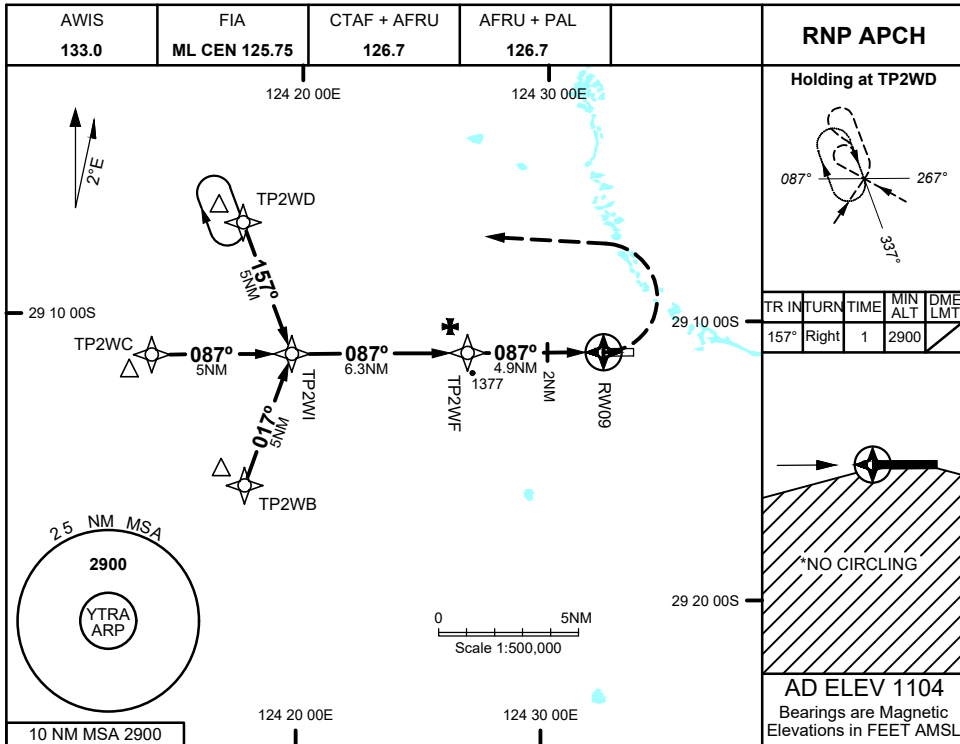 AWIS
133.0
FIA
ML CEN 125.75
CTAF + AFRU
126.7
AFRU + PAL
126.7
RNP APCH
124 20 00E
124 30 00E
Holding at TP2WD
087°
267°
337°
2°E
TP2WD
157°
5NM
29 10 00S
29 10 00S
TR IN
TURN
TIME
MIN ALT
DME LMT
157°
Right
1
2900
TP2WC
087º
5NM
TP2WI
087º
6.3NM
TP2WF
1377
087º
4.9NM
2NM
RW09
017º
5NM
TP2WB
25 NM MSA
2900
YTRA
ARP
10 NM MSA 2900
0 5NM
Scale 1:500,000
29 20 00S
124 20 00E
124 30 00E
*NO CIRCLING
AD ELEV 1104
Bearings are Magnetic
Elevations in FEET AMSL